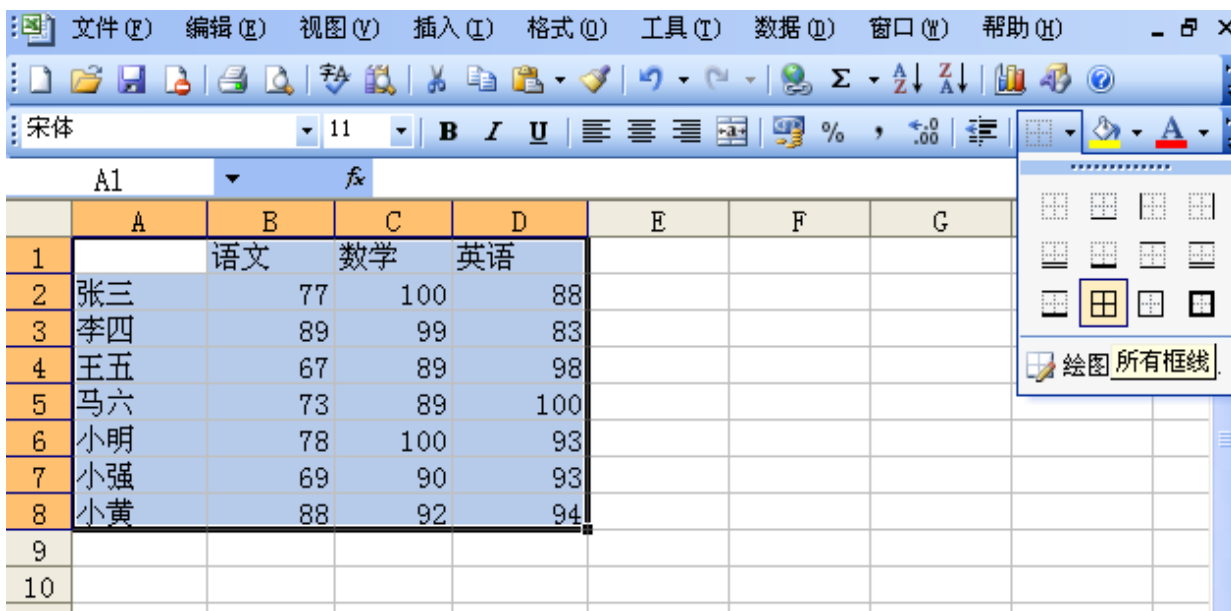 文件(F) 编辑(E) 视图(V) 插入(I) 格式(O) 工具(T) 数据(D) 窗口(W) 帮助(H)
宋体 11 B I U % , .00
A1 fx
A B C D E F G
1 语文 数学 英语
2 张三 77 100 88
3 李四 89 99 83
4 王五 67 89 98
5 马六 73 89 100
6 小明 78 100 93
7 小强 69 90 93
8 小黄 88 92 94
9
10
绘图
所有框线